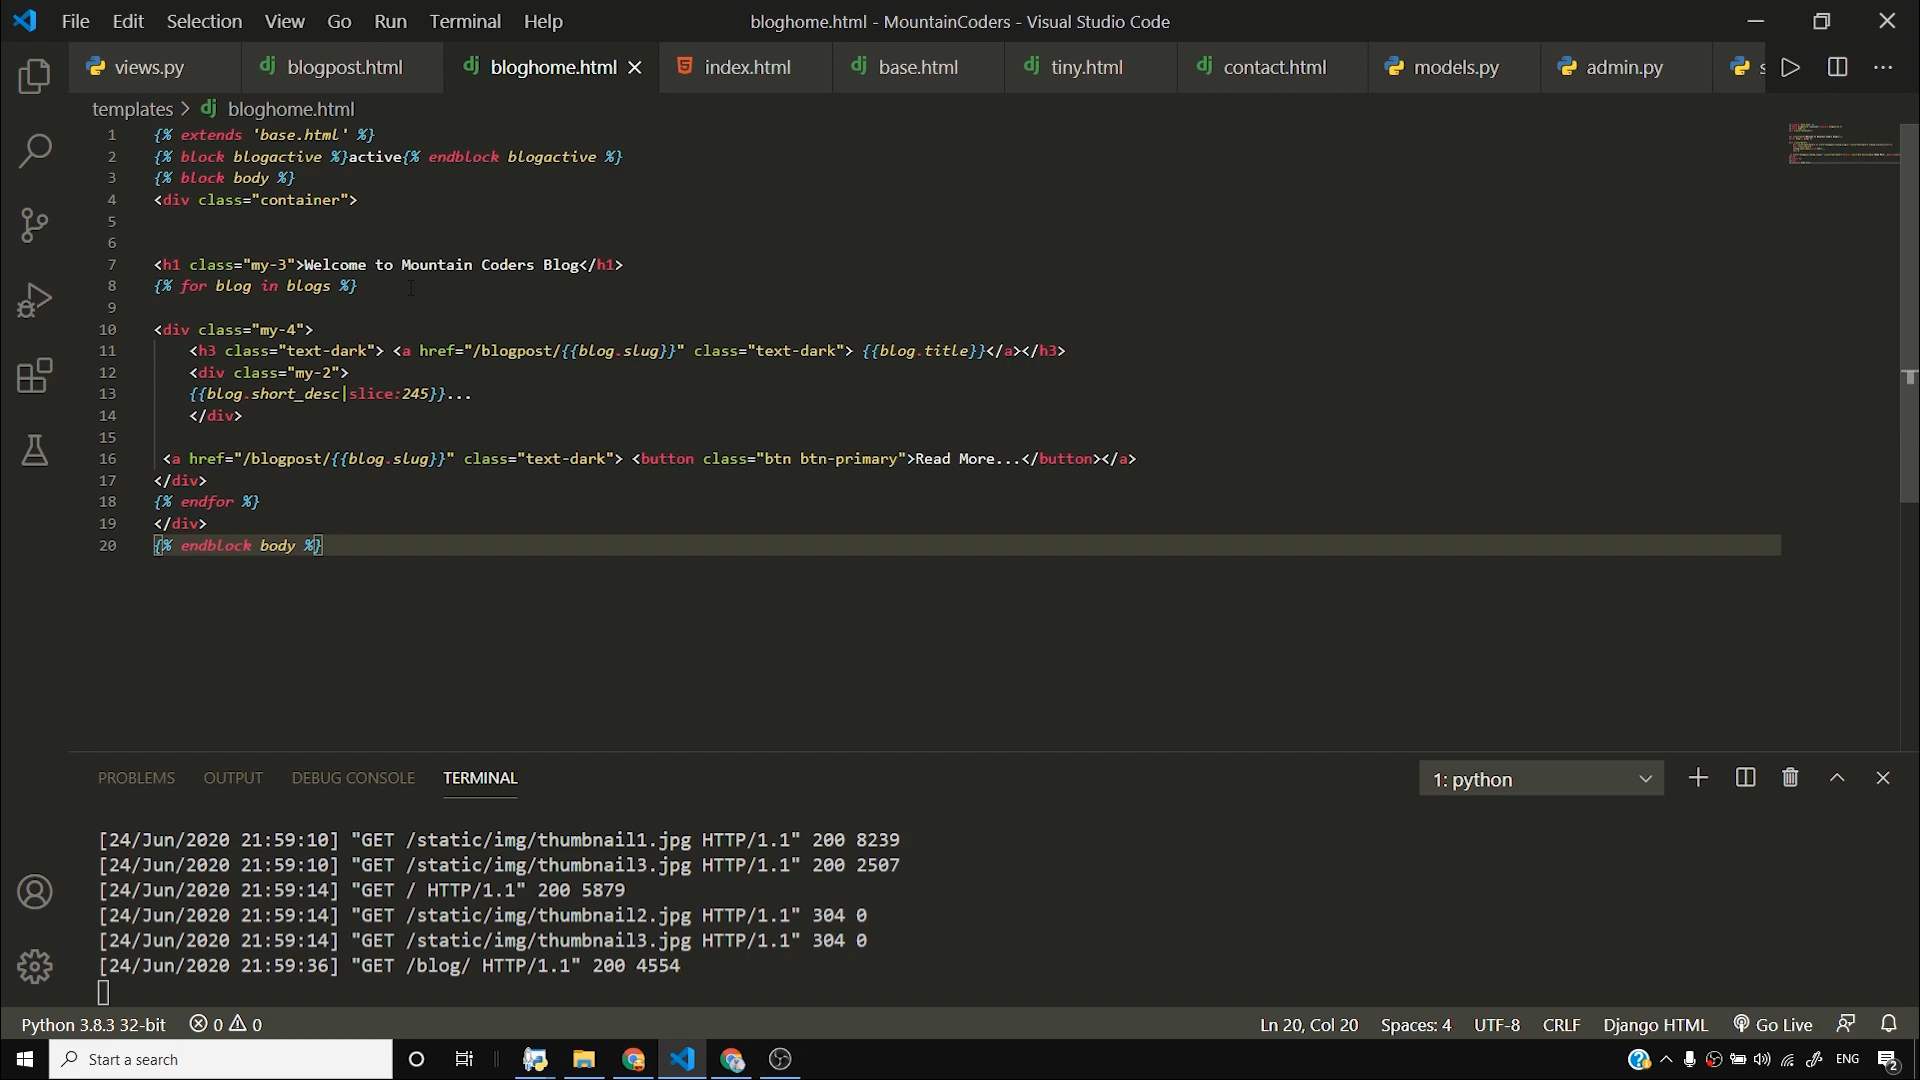 File Edit Selection View Go Run Terminal Help
bloghome.html - MountainCoders - Visual Studio Code
views.py blogpost.html bloghome.html index.html base.html tiny.html contact.html models.py admin.py s
templates > bloghome.html
1 {% extends 'base.html' %}
2 {% block blogactive %}active{% endblock blogactive %}
3 {% block body %}
4 <div class="container">
5
6
7 <h1 class="my-3">Welcome to Mountain Coders Blog</h1>
8 {% for blog in blogs %}
9
10 <div class="my-4">
11 <h3 class="text-dark"> <a href="/blogpost/{{blog.slug}}" class="text-dark"> {{blog.title}}</a></h3>
12 <div class="my-2">
13 {{blog.short_desc|slice:245}}...
14 </div>
15
16 <a href="/blogpost/{{blog.slug}}" class="text-dark"> <button class="btn btn-primary">Read More...</button></a>
17 </div>
18 {% endfor %}
19 </div>
20 {% endblock body %}
PROBLEMS OUTPUT DEBUG CONSOLE TERMINAL 1: python
[24/Jun/2020 21:59:10] "GET /static/img/thumbnail1.jpg HTTP/1.1" 200 8239
[24/Jun/2020 21:59:10] "GET /static/img/thumbnail3.jpg HTTP/1.1" 200 2507
[24/Jun/2020 21:59:14] "GET / HTTP/1.1" 200 5879
[24/Jun/2020 21:59:14] "GET /static/img/thumbnail2.jpg HTTP/1.1" 304 0
[24/Jun/2020 21:59:14] "GET /static/img/thumbnail3.jpg HTTP/1.1" 304 0
[24/Jun/2020 21:59:36] "GET /blog/ HTTP/1.1" 200 4554
Python 3.8.3 32-bit 0 0 Ln 20, Col 20 Spaces: 4 UTF-8 CRLF Django HTML Go Live
Start a search ENG 2